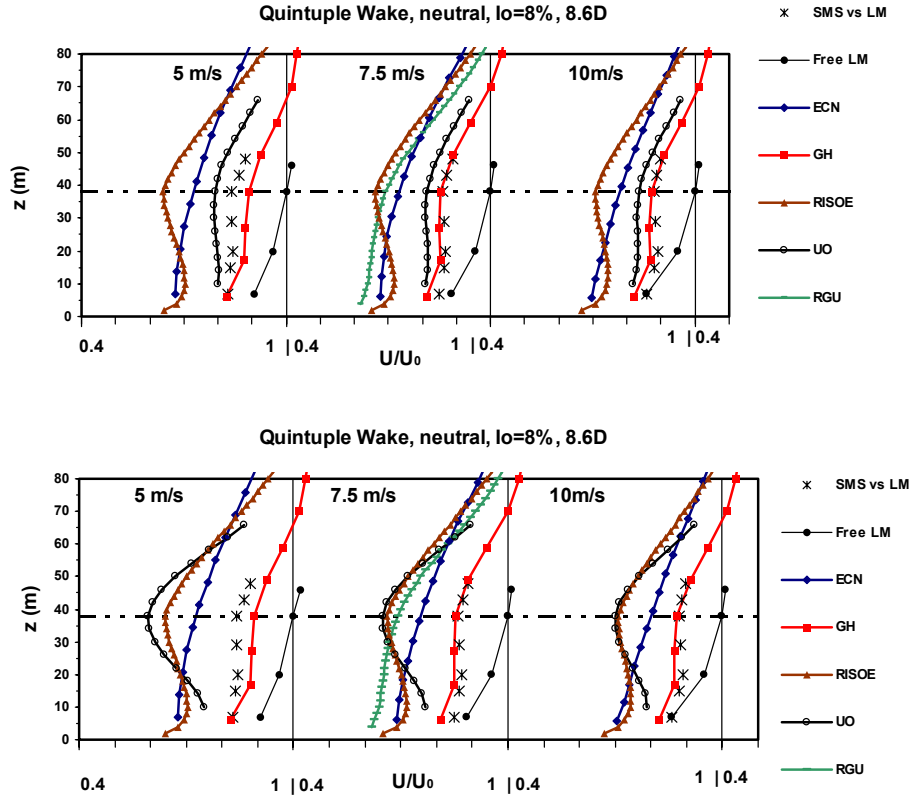 Quintuple Wake, neutral, Io=8%, 8.6D
z (m)
80
70
60
50
40
30
20
10
0
5 m/s
7.5 m/s
10m/s
0.4
1 | 0.4
1 | 0.4
1
U/U₀
SMS vs LM
Free LM
ECN
GH
RISOE
UO
RGU
Quintuple Wake, neutral, Io=8%, 8.6D
z (m)
80
70
60
50
40
30
20
10
0
5 m/s
7.5 m/s
10m/s
0.4
1 | 0.4
1 | 0.4
1
U/U₀
SMS vs LM
Free LM
ECN
GH
RISOE
UO
RGU